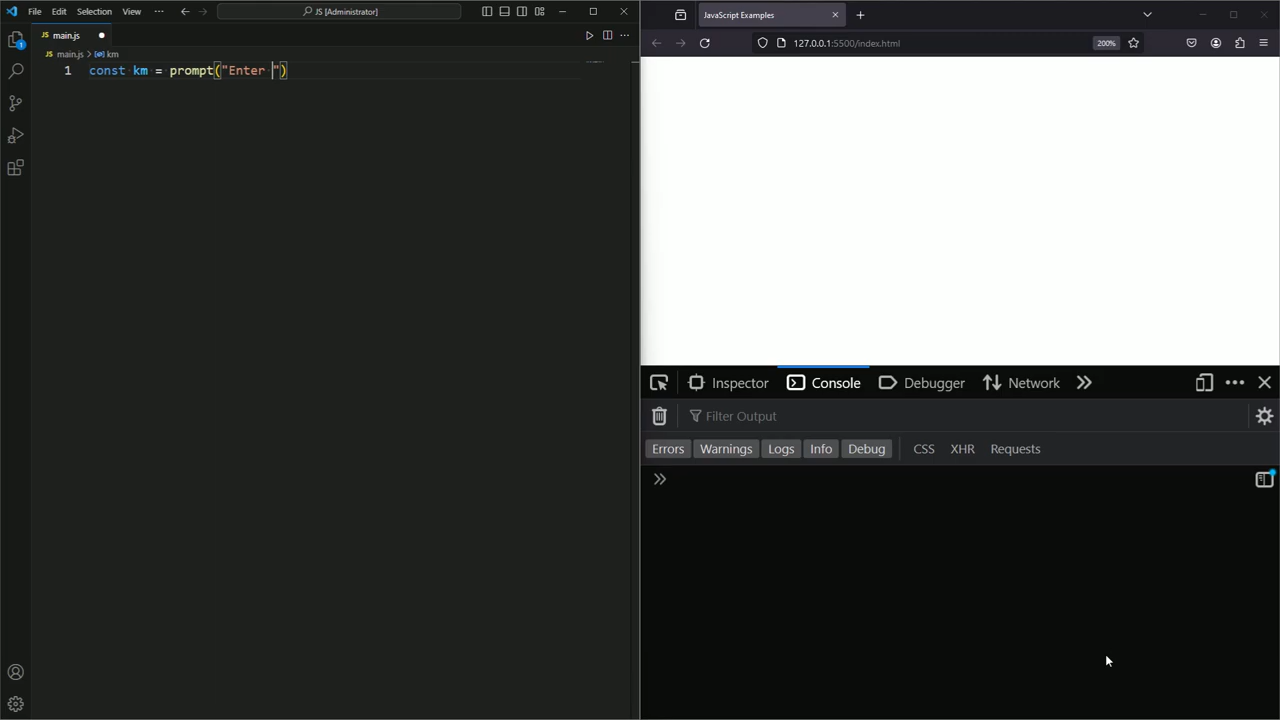 File Edit Selection View ··· JS [Administrator]
JS main.js
JS main.js > km
1 const km = prompt("Enter ")
JavaScript Examples
127.0.0.1:5500/index.html 200%
Inspector Console Debugger Network
Filter Output
Errors Warnings Logs Info Debug CSS XHR Requests